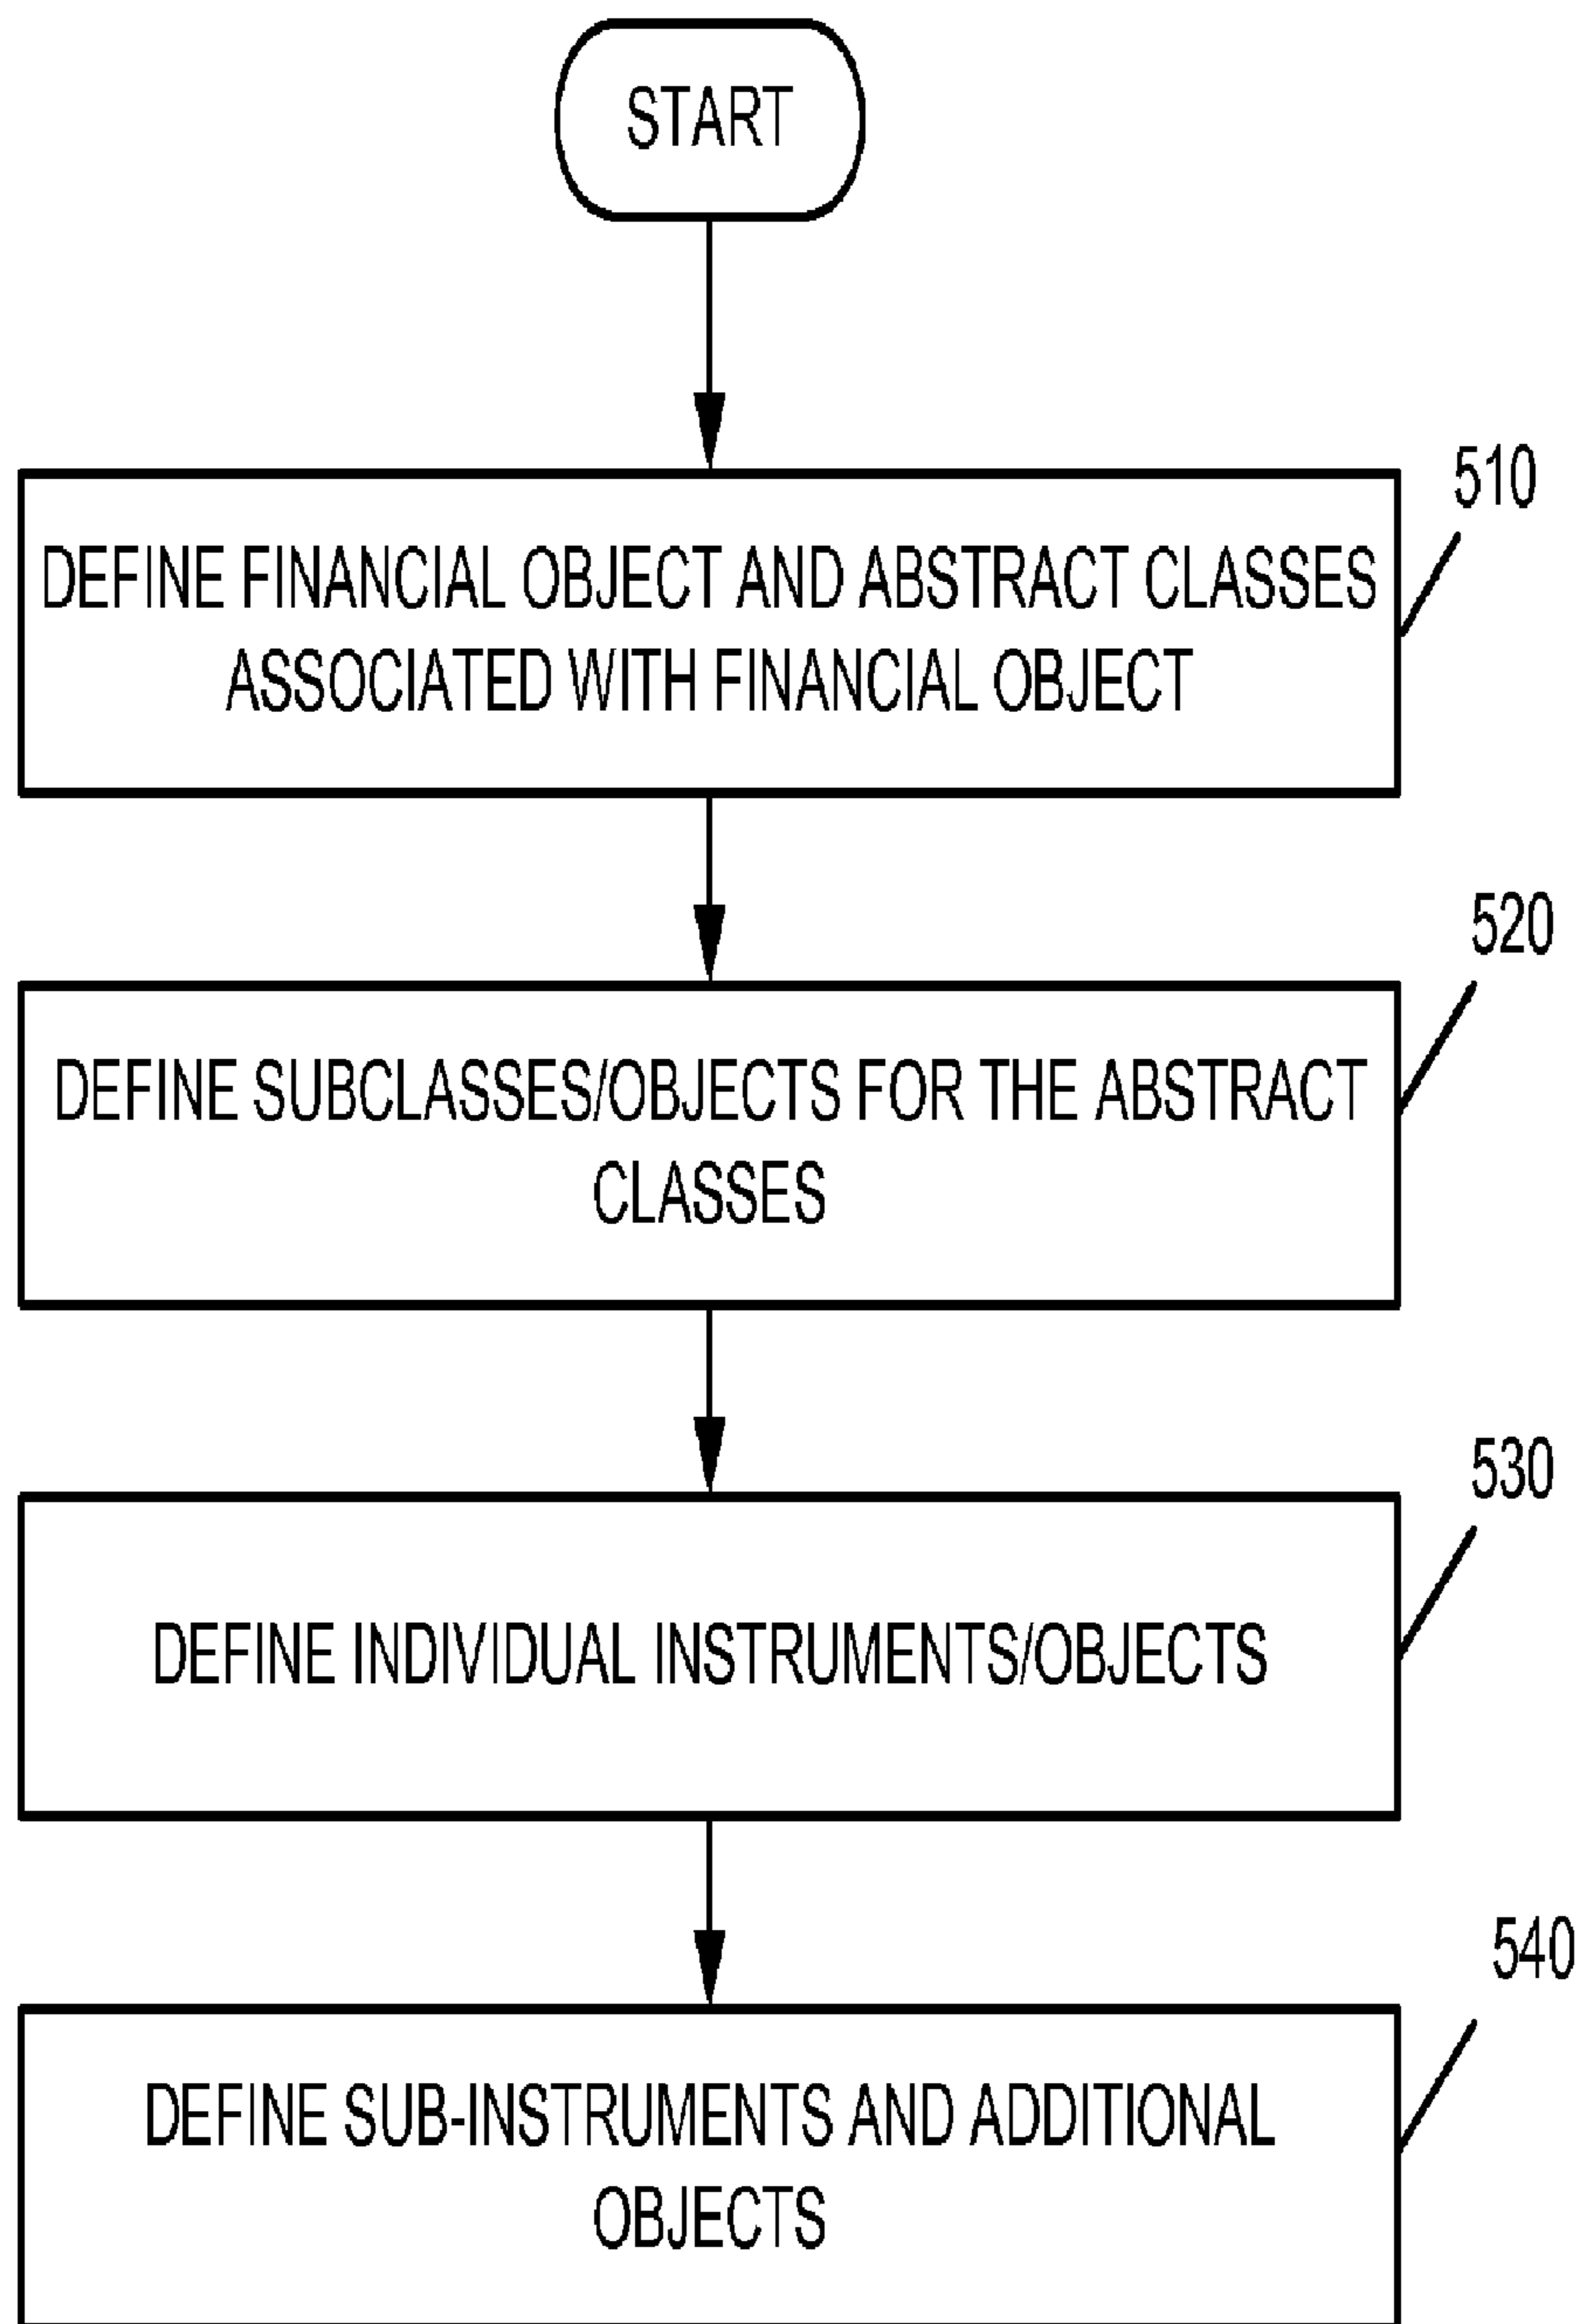 START
510
DEFINE FINANCIAL OBJECT AND ABSTRACT CLASSES
ASSOCIATED WITH FINANCIAL OBJECT
520
DEFINE SUBCLASSES/OBJECTS FOR THE ABSTRACT
CLASSES
530
DEFINE INDIVIDUAL INSTRUMENTS/OBJECTS
540
DEFINE SUB-INSTRUMENTS AND ADDITIONAL
OBJECTS